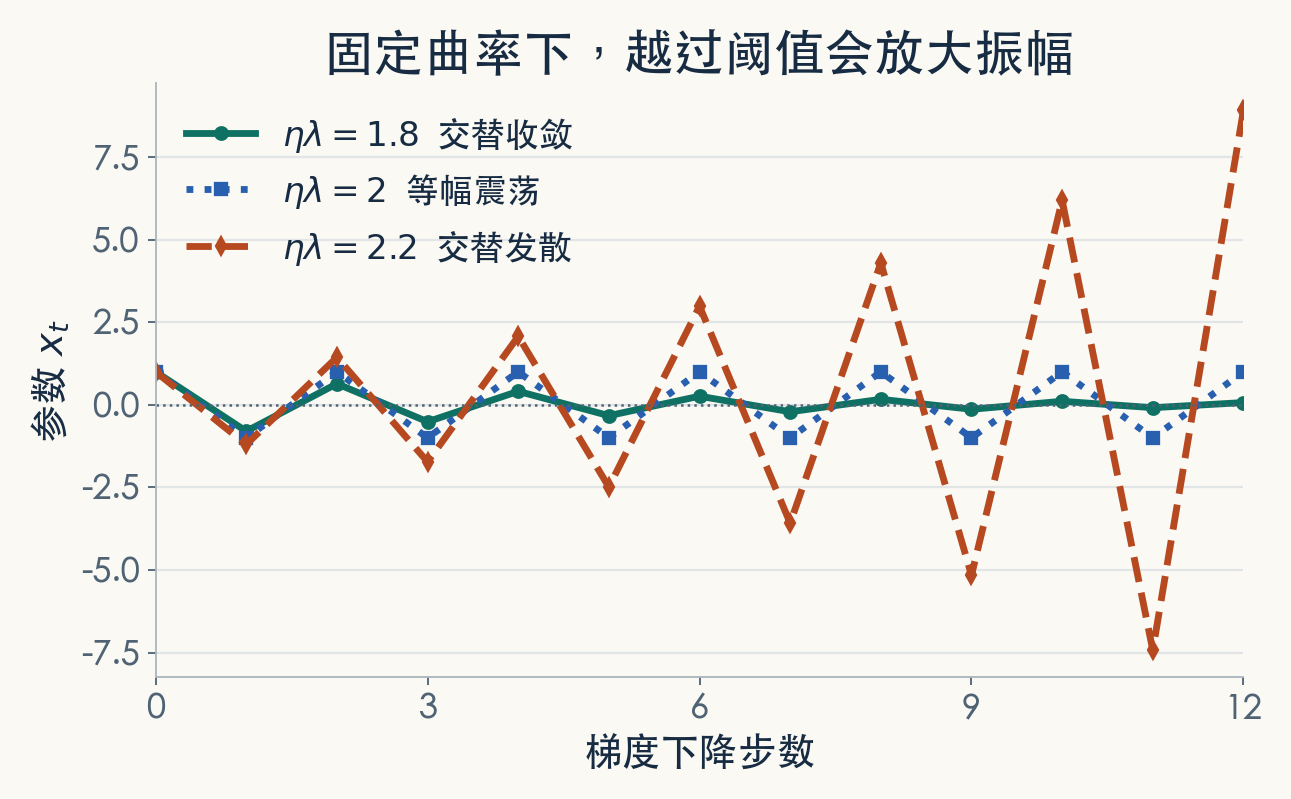 固定曲率下，越过阈值会放大振幅
ηλ = 1.8 交替收敛
ηλ = 2 等幅震荡
ηλ = 2.2 交替发散
参数 xₜ
7.5
5.0
2.5
0.0
-2.5
-5.0
-7.5
0 3 6 9 12
梯度下降步数